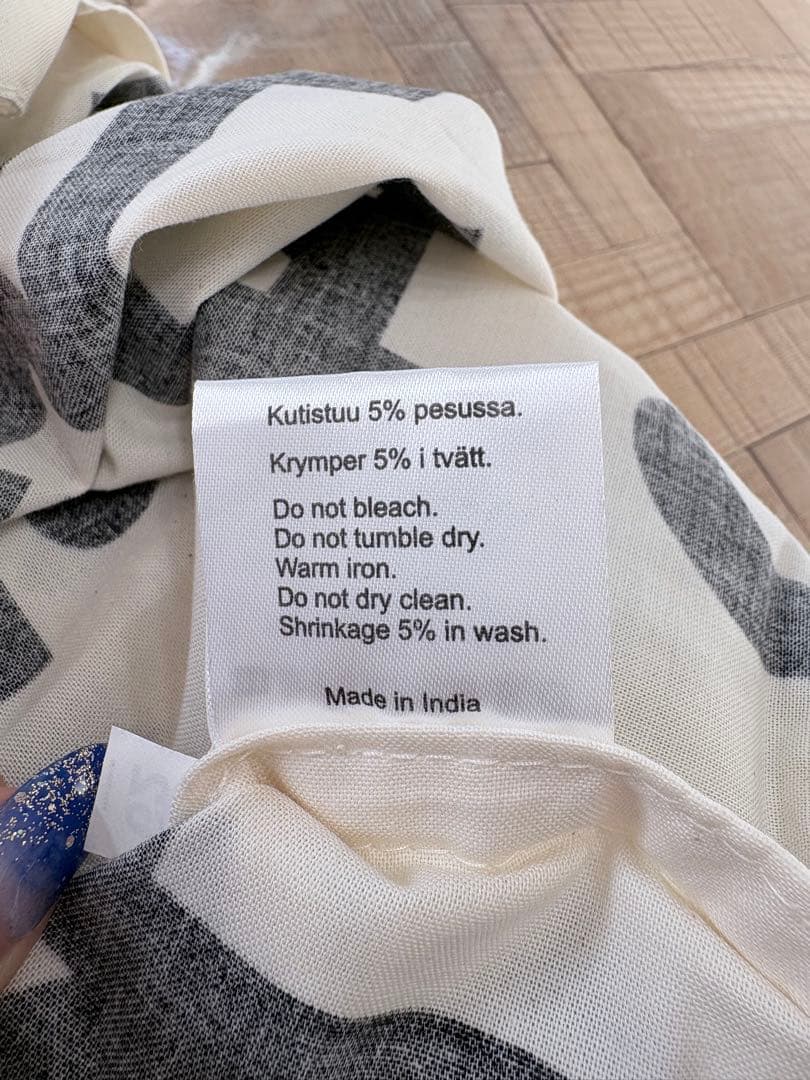 Kutistuu 5% pesussa.
Krymper 5% i tvätt.
Do not bleach.
Do not tumble dry.
Warm iron.
Do not dry clean.
Shrinkage 5% in wash.
Made in India